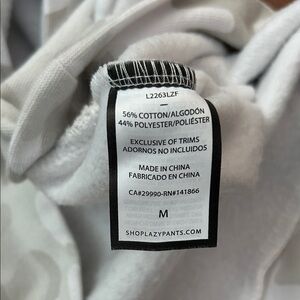 L2263LZF
—
56% COTTON/ALGODÓN
44% POLYESTER/POLIÉSTER
EXCLUSIVE OF TRIMS
ADORNOS NO INCLUIDOS
MADE IN CHINA
FABRICADO EN CHINA
CA#29990-RN#141866
M
SHOPLAZYPANTS.COM